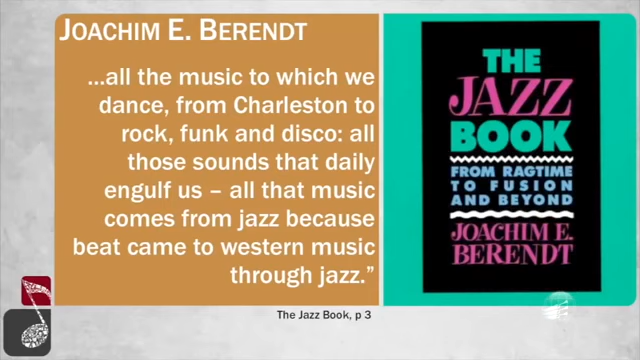 JOACHIM E. BERENDT
...all the music to which we
dance, from Charleston to
rock, funk and disco: all
those sounds that daily
engulf us – all that music
comes from jazz because
beat came to western music
through jazz.”
THE
JAZZ
BOOK
FROM RAGTIME
TO FUSION
AND BEYOND
JOACHIM E.
BERENDT
The Jazz Book, p 3